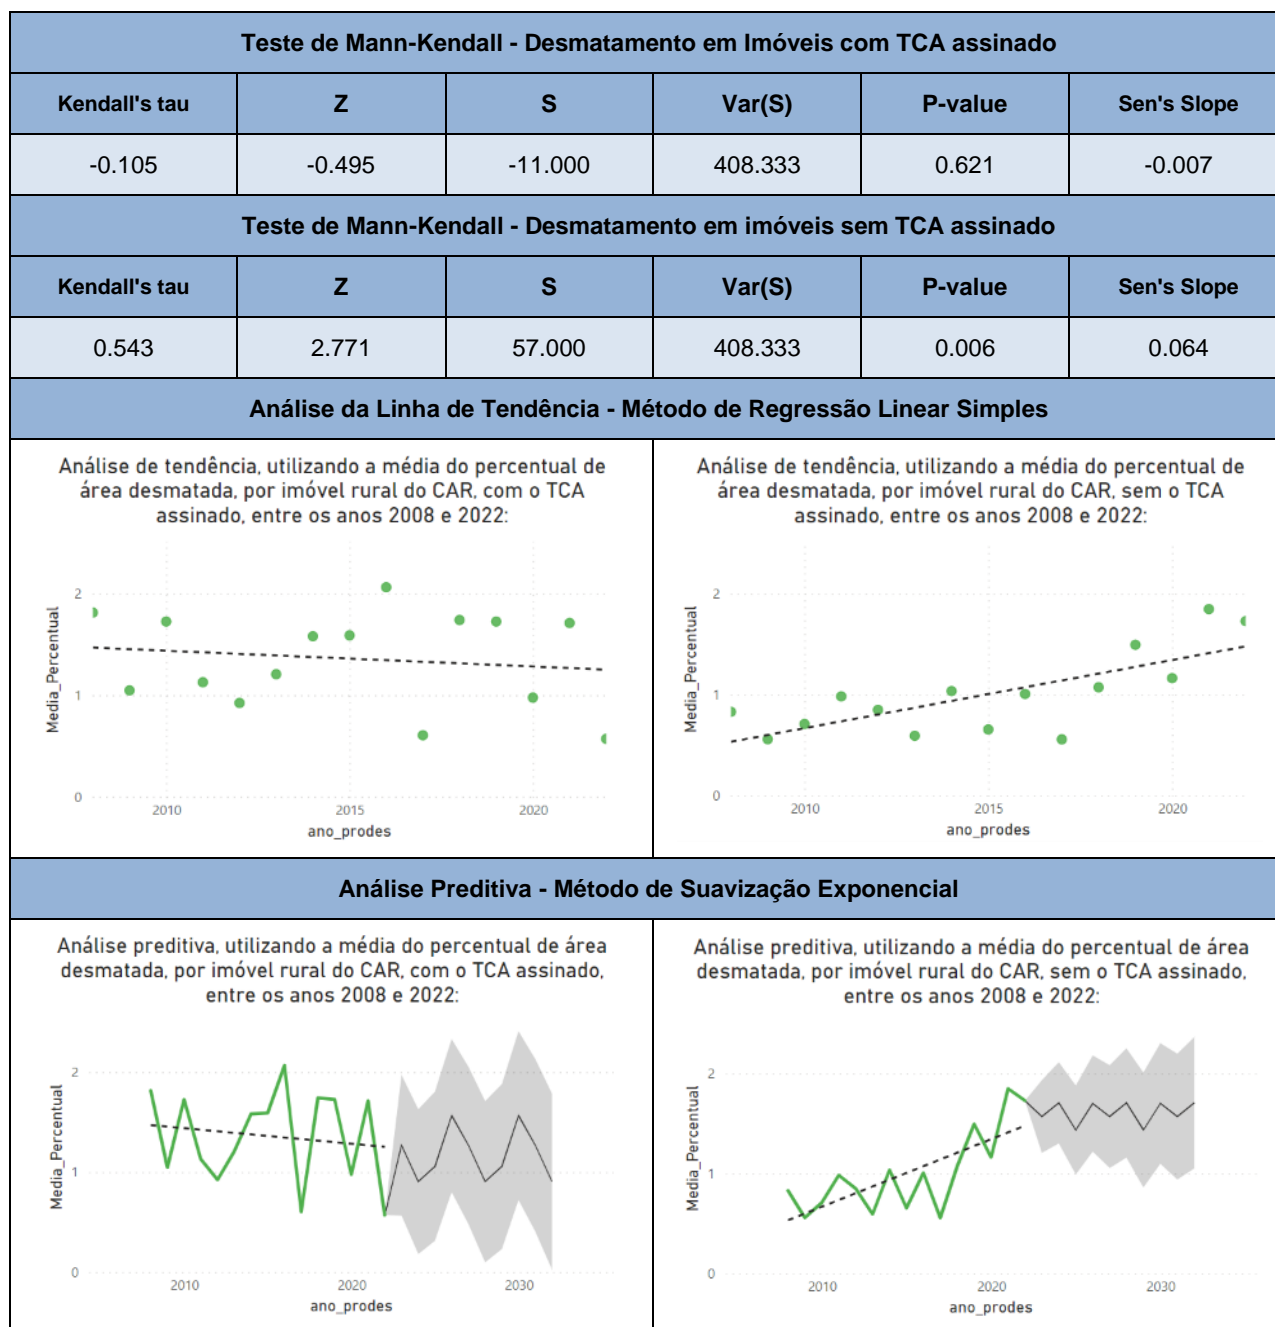 Teste de Mann-Kendall - Desmatamento em Imóveis com TCA assinado
Kendall's tau Z S Var(S) P-value Sen's Slope
-0.105 -0.495 -11.000 408.333 0.621 -0.007
Teste de Mann-Kendall - Desmatamento em imóveis sem TCA assinado
Kendall's tau Z S Var(S) P-value Sen's Slope
0.543 2.771 57.000 408.333 0.006 0.064
Análise da Linha de Tendência - Método de Regressão Linear Simples
Análise de tendência, utilizando a média do percentual de
área desmatada, por imóvel rural do CAR, com o TCA
assinado, entre os anos 2008 e 2022:
Media_Percentual
2
1
0
2010 2015 2020
ano_prodes
Análise de tendência, utilizando a média do percentual de
área desmatada, por imóvel rural do CAR, sem o TCA
assinado, entre os anos 2008 e 2022:
Media_Percentual
2
1
0
2010 2015 2020
ano_prodes
Análise Preditiva - Método de Suavização Exponencial
Análise preditiva, utilizando a média do percentual de área
desmatada, por imóvel rural do CAR, com o TCA assinado,
entre os anos 2008 e 2022:
Media_Percentual
2
1
0
2010 2020 2030
ano_prodes
Análise preditiva, utilizando a média do percentual de área
desmatada, por imóvel rural do CAR, sem o TCA assinado,
entre os anos 2008 e 2022:
Media_Percentual
2
1
0
2010 2020 2030
ano_prodes